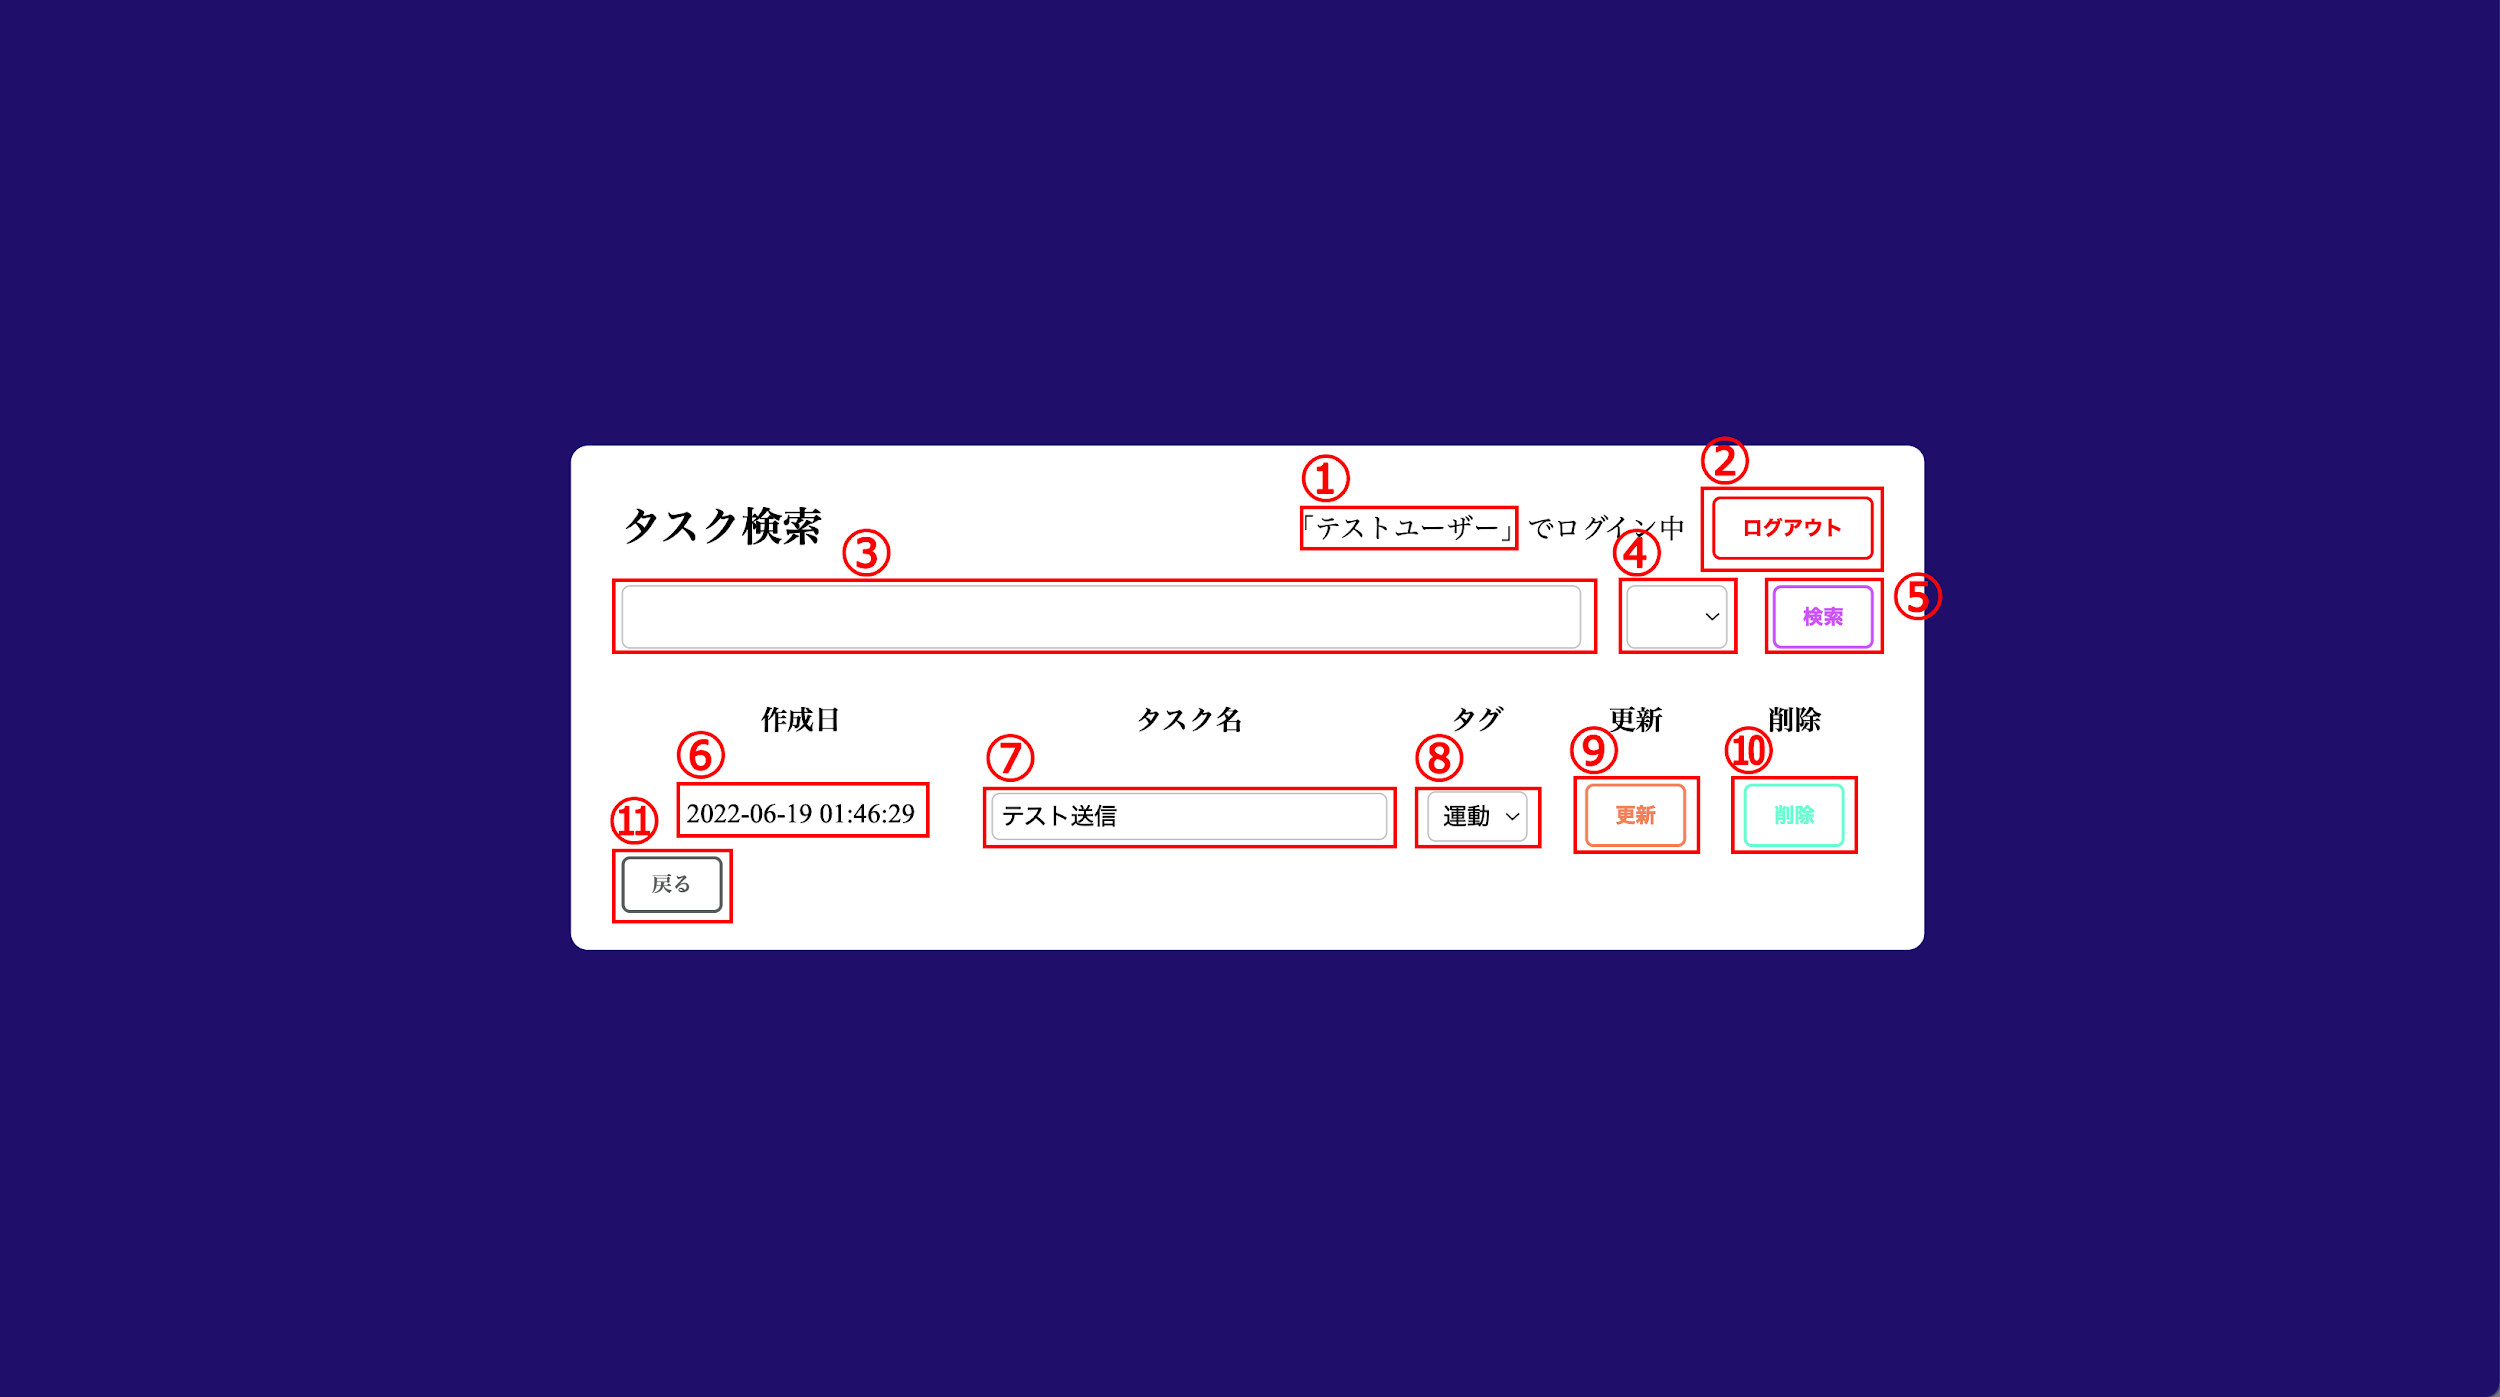 ① ②
タスク検索 「テストユーザー」でログイン中 ログアウト
③ ④ ⑤
検索
作成日 タスク名 タグ 更新 削除
⑥ ⑦ ⑧ ⑨ ⑩
2022-06-19 01:46:29 テスト送信 運動 更新 削除
⑪
戻る